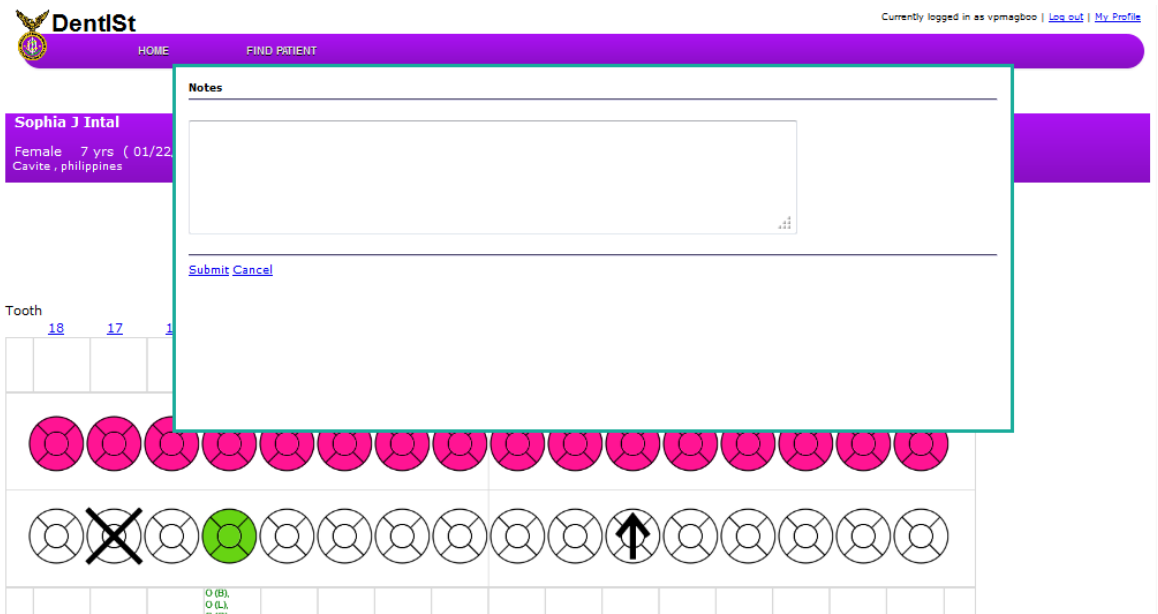 DentISt
Currently logged in as vpmagboo | Log out | My Profile
HOME FIND PATIENT
Notes
Sophia J Intal
Female 7 yrs ( 01/22,
Cavite , philippines
Submit Cancel
Tooth
18 17 1
O (B),
O (L),